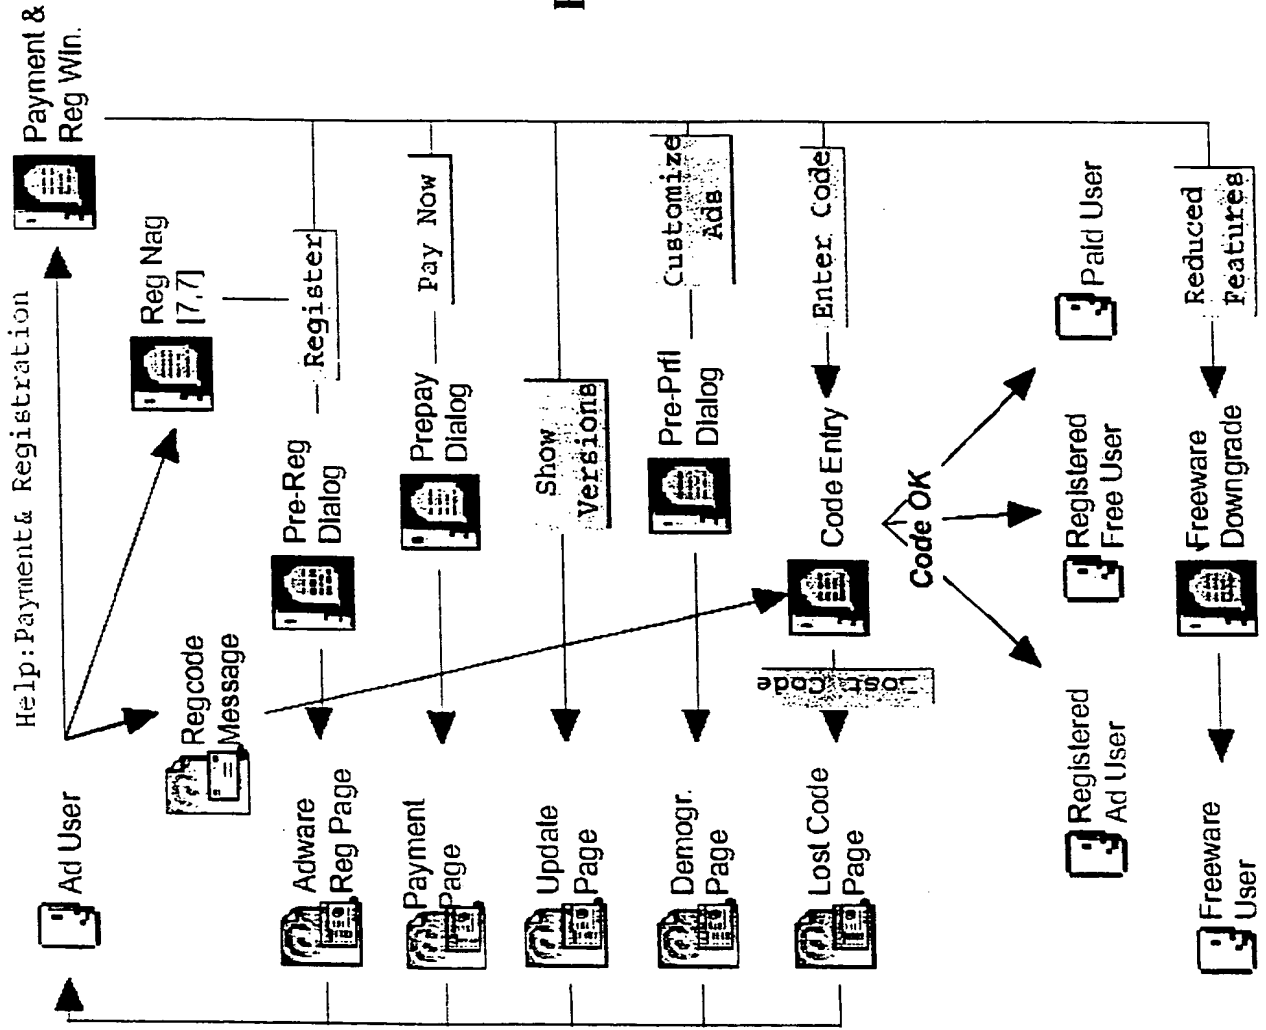 Help:Payment& Registration
Ad User
Payment &
Reg Win.
Reg Nag
[7,7]
Regcode
Message
Register
Pre-Reg
Dialog
Adware
Reg Page
Pay Now
Prepay
Dialog
Payment
Page
Show
Versions
Update
Page
Customize
Ads
Pre-Prfl
Dialog
Demogr.
Page
Enter Code
Code Entry
Lost Code
Lost Code
Page
Code OK
Paid User
Registered
Free User
Registered
Ad User
Reduced
Features
Freeware
Downgrade
Freeware
User